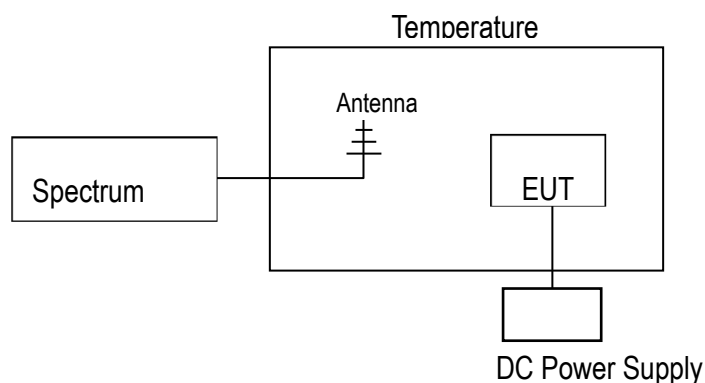 Temperature
Antenna
Spectrum
EUT
DC Power Supply